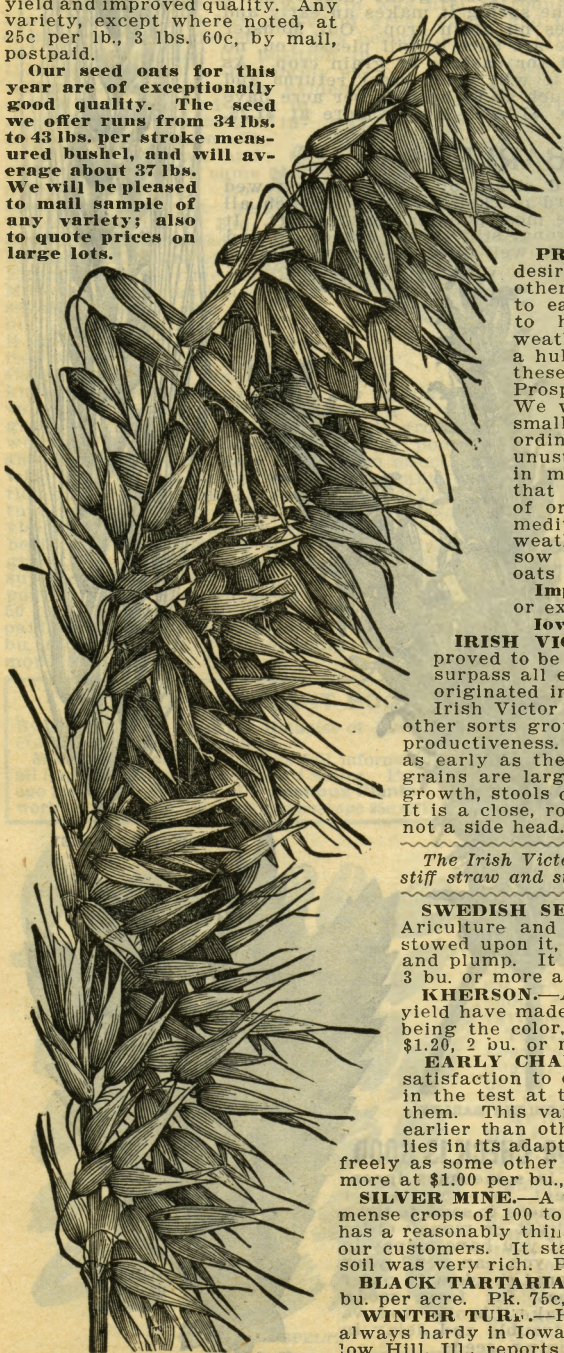 yield and improved quality. Any
variety, except where noted, at
25c per lb., 3 lbs. 60c, by mail,
postpaid.
Our seed oats for this
year are of exceptionally
good quality. The seed
we offer runs from 34 lbs.
to 43 lbs. per stroke meas-
ured bushel, and will av-
erage about 37 lbs.
We will be pleased
to mail sample of
any variety; also
to quote prices on
large lots.
PR
desir
other
to ea
to h
weat
a hul
these
Prosp
We v
small
ordin
unus
in m
that
of or
medi
weat
sow
oats
Imp
or ex
Iov
IRISH VIC
proved to be
surpass all e
originated in
Irish Victor
other sorts gro
productiveness.
as early as the
grains are larg
growth, stools o
It is a close, ro
not a side head.
The Irish Victo
stiff straw and st
SWEDISH SE
Ariculture and
stowed upon it,
and plump. It
3 bu. or more a
KHERSON.—A
yield have made
being the color,
$1.20, 2 bu. or n
EARLY CHA
satisfaction to
in the test at t
them. This va
earlier than oth
lies in its adapt
freely as some other
more at $1.00 per bu.,
SILVER MINE.—A
mense crops of 100 to
has a reasonably thin
our customers. It sta
soil was very rich. P
BLACK TARTARIA
bu. per acre. Pk. 75c,
WINTER TURF.—H
always hardy in Iowa
low Hill, Ill., reports